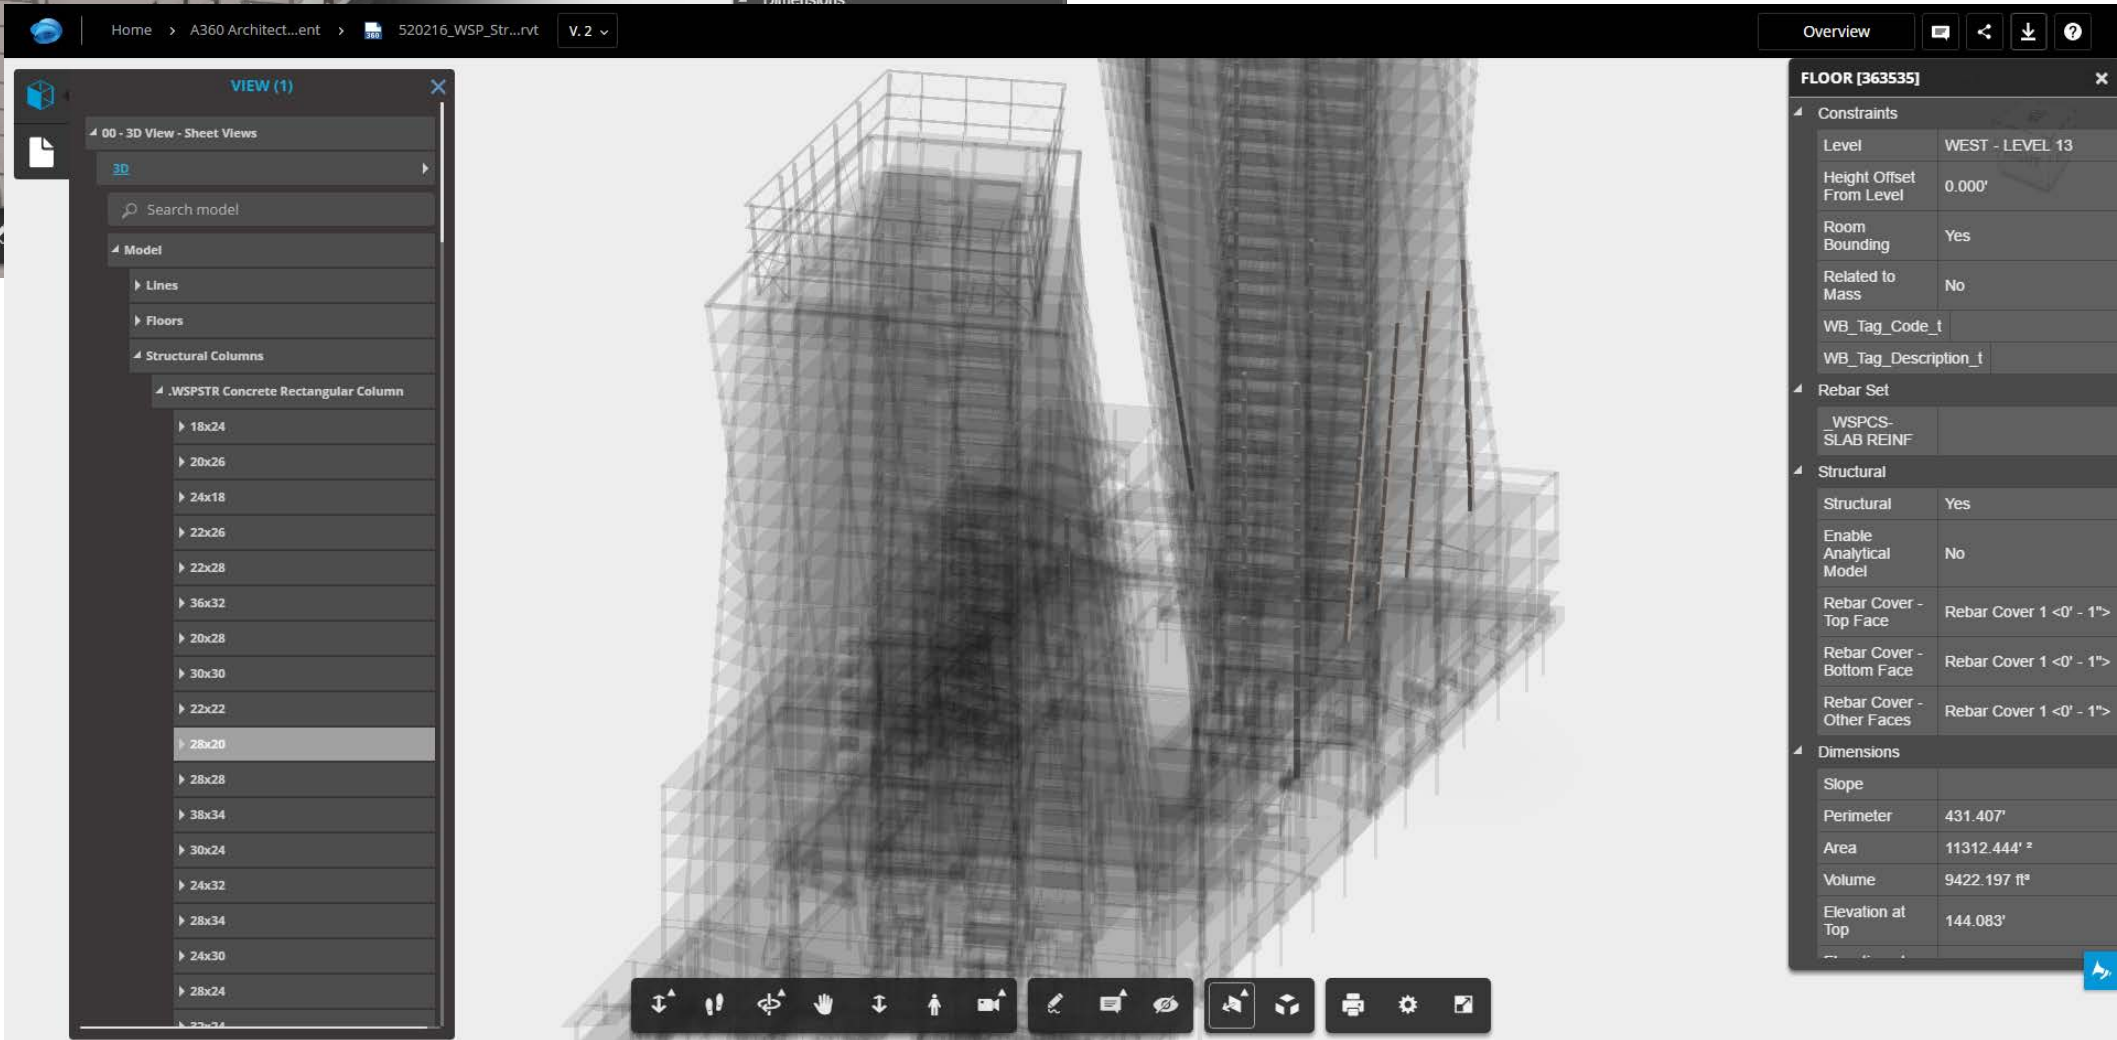 Dimensions
Home > A360 Architect...ent > 520216_WSP_Str...rvt V. 2
Overview
VIEW (1)
00 - 3D View - Sheet Views
3D
Search model
Model
Lines
Floors
Structural Columns
.WSPSTR Concrete Rectangular Column
18x24
20x26
24x18
22x26
22x28
36x32
20x28
30x30
22x22
28x20
28x28
38x34
30x24
24x32
28x34
24x30
28x24
32x24
FLOOR [363535]
Constraints
Level WEST - LEVEL 13
Height Offset
From Level 0.000'
Room
Bounding Yes
Related to
Mass No
WB_Tag_Code_t
WB_Tag_Description_t
Rebar Set
_WSPCS-
SLAB REINF
Structural
Structural Yes
Enable
Analytical
Model No
Rebar Cover -
Top Face Rebar Cover 1 <0' - 1">
Rebar Cover -
Bottom Face Rebar Cover 1 <0' - 1">
Rebar Cover -
Other Faces Rebar Cover 1 <0' - 1">
Dimensions
Slope
Perimeter 431.407'
Area 11312.444' ²
Volume 9422.197 ft³
Elevation at
Top 144.083'